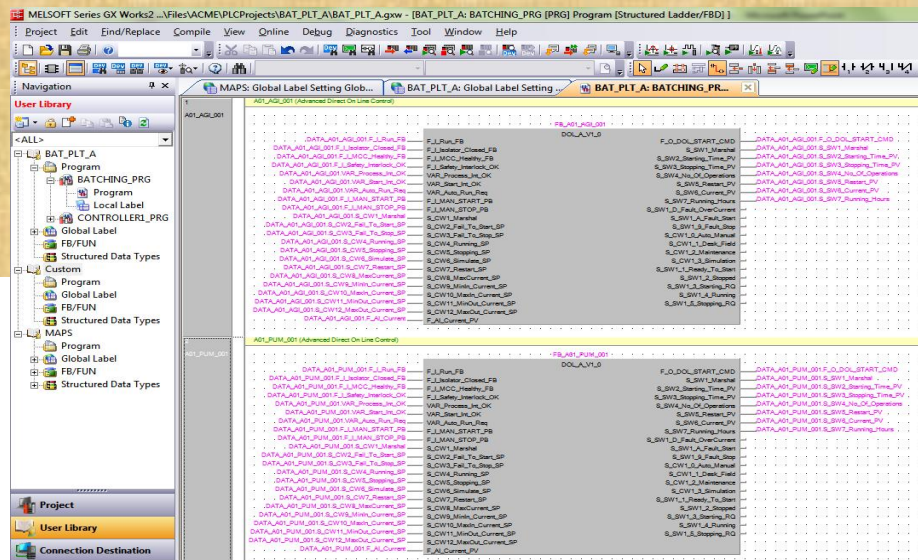 MELSOFT Series GX Works2 ...\Files\ACME\PLCProjects\BAT_PLT_A\BAT_PLT_A.gxw - [BAT_PLT_A: BATCHING_PRG [PRG] Program [Structured Ladder/FBD] ]
Project Edit Find/Replace Compile View Online Debug Diagnostics Tool Window Help
Navigation
MAPS: Global Label Setting Glob...
BAT_PLT_A: Global Label Setting ...
BAT_PLT_A: BATCHING_PR...
User Library
<ALL>
BAT_PLT_A
Program
BATCHING_PRG
Program
Local Label
CONTROLLER1_PRG
Global Label
FB/FUN
Structured Data Types
Custom
Program
Global Label
FB/FUN
Structured Data Types
MAPS
Program
Global Label
FB/FUN
Structured Data Types
Project
User Library
Connection Destination
1
A01_AGI_001 (Advanced Direct On Line Control)
A01_AGI_001
FB_A01_AGI_001
DOL_A_V1_0
DATA_A01_AGI_001.F_I_Run_FB F_I_Run_FB F_O_DOL_START_CMD DATA_A01_AGI_001.F_O_DOL_START_CMD
DATA_A01_AGI_001.F_I_Isolator_Closed_FB F_I_Isolator_Closed_FB S_SW1_Marshal DATA_A01_AGI_001.S_SW1_Marshal
DATA_A01_AGI_001.F_I_MCC_Healthy_FB F_I_MCC_Healthy_FB S_SW2_Starting_Time_PV DATA_A01_AGI_001.S_SW2_Starting_Time_PV
DATA_A01_AGI_001.F_I_Safety_Interlock_OK F_I_Safety_Interlock_OK S_SW3_Stopping_Time_PV DATA_A01_AGI_001.S_SW3_Stopping_Time_PV
DATA_A01_AGI_001.VAR_Process_Int_OK VAR_Process_Int_OK S_SW4_No_Of_Operations DATA_A01_AGI_001.S_SW4_No_Of_Operations
DATA_A01_AGI_001.VAR_Start_Int_OK VAR_Start_Int_OK S_SW5_Restart_PV DATA_A01_AGI_001.S_SW5_Restart_PV
DATA_A01_AGI_001.VAR_Auto_Run_Req VAR_Auto_Run_Req S_SW6_Current_PV DATA_A01_AGI_001.S_SW6_Current_PV
DATA_A01_AGI_001.F_I_MAN_START_PB F_I_MAN_START_PB S_SW7_Running_Hours DATA_A01_AGI_001.S_SW7_Running_Hours
DATA_A01_AGI_001.F_I_MAN_STOP_PB F_I_MAN_STOP_PB S_SW1_D_Fault_OverCurrent
DATA_A01_AGI_001.S_CW1_Marshal S_CW1_Marshal S_SW1_A_Fault_Start
DATA_A01_AGI_001.S_CW2_Fail_To_Start_SP S_CW2_Fail_To_Start_SP S_SW1_9_Fault_Stop
DATA_A01_AGI_001.S_CW3_Fail_To_Stop_SP S_CW3_Fail_To_Stop_SP S_CW1_0_Auto_Manual
DATA_A01_AGI_001.S_CW4_Running_SP S_CW4_Running_SP S_CW1_1_Desk_Field
DATA_A01_AGI_001.S_CW5_Stopping_SP S_CW5_Stopping_SP S_CW1_2_Maintenance
DATA_A01_AGI_001.S_CW6_Simulate_SP S_CW6_Simulate_SP S_CW1_3_Simulation
DATA_A01_AGI_001.S_CW7_Restart_SP S_CW7_Restart_SP S_SW1_1_Ready_To_Start
DATA_A01_AGI_001.S_CW8_MaxCurrent_SP S_CW8_MaxCurrent_SP S_SW1_2_Stopped
DATA_A01_AGI_001.S_CW9_MinIn_Current_SP S_CW9_MinIn_Current_SP S_SW1_3_Starting_RQ
DATA_A01_AGI_001.S_CW10_MaxIn_Current_SP S_CW10_MaxIn_Current_SP S_SW1_4_Running
DATA_A01_AGI_001.S_CW11_MinOut_Current_SP S_CW11_MinOut_Current_SP S_SW1_5_Stopping_RQ
DATA_A01_AGI_001.S_CW12_MaxOut_Current_SP S_CW12_MaxOut_Current_SP
DATA_A01_AGI_001.F_AI_Current F_AI_Current_PV
A01_PUM_001 (Advanced Direct On Line Control)
A01_PUM_001
FB_A01_PUM_001
DOL_A_V1_0
DATA_A01_PUM_001.F_I_Run_FB F_I_Run_FB F_O_DOL_START_CMD DATA_A01_PUM_001.F_O_DOL_START_CMD
DATA_A01_PUM_001.F_I_Isolator_Closed_FB F_I_Isolator_Closed_FB S_SW1_Marshal DATA_A01_PUM_001.S_SW1_Marshal
DATA_A01_PUM_001.F_I_MCC_Healthy_FB F_I_MCC_Healthy_FB S_SW2_Starting_Time_PV DATA_A01_PUM_001.S_SW2_Starting_Time_PV
DATA_A01_PUM_001.F_I_Safety_Interlock_OK F_I_Safety_Interlock_OK S_SW3_Stopping_Time_PV DATA_A01_PUM_001.S_SW3_Stopping_Time_PV
DATA_A01_PUM_001.VAR_Process_Int_OK VAR_Process_Int_OK S_SW4_No_Of_Operations DATA_A01_PUM_001.S_SW4_No_Of_Operations
DATA_A01_PUM_001.VAR_Start_Int_OK VAR_Start_Int_OK S_SW5_Restart_PV DATA_A01_PUM_001.S_SW5_Restart_PV
DATA_A01_PUM_001.VAR_Auto_Run_Req VAR_Auto_Run_Req S_SW6_Current_PV DATA_A01_PUM_001.S_SW6_Current_PV
DATA_A01_PUM_001.F_I_MAN_START_PB F_I_MAN_START_PB S_SW7_Running_Hours DATA_A01_PUM_001.S_SW7_Running_Hours
DATA_A01_PUM_001.F_I_MAN_STOP_PB F_I_MAN_STOP_PB S_SW1_D_Fault_OverCurrent
DATA_A01_PUM_001.S_CW1_Marshal S_CW1_Marshal S_SW1_A_Fault_Start
DATA_A01_PUM_001.S_CW2_Fail_To_Start_SP S_CW2_Fail_To_Start_SP S_SW1_9_Fault_Stop
DATA_A01_PUM_001.S_CW3_Fail_To_Stop_SP S_CW3_Fail_To_Stop_SP S_CW1_0_Auto_Manual
DATA_A01_PUM_001.S_CW4_Running_SP S_CW4_Running_SP S_CW1_1_Desk_Field
DATA_A01_PUM_001.S_CW5_Stopping_SP S_CW5_Stopping_SP S_CW1_2_Maintenance
DATA_A01_PUM_001.S_CW6_Simulate_SP S_CW6_Simulate_SP S_CW1_3_Simulation
DATA_A01_PUM_001.S_CW7_Restart_SP S_CW7_Restart_SP S_SW1_1_Ready_To_Start
DATA_A01_PUM_001.S_CW8_MaxCurrent_SP S_CW8_MaxCurrent_SP S_SW1_2_Stopped
DATA_A01_PUM_001.S_CW9_MinIn_Current_SP S_CW9_MinIn_Current_SP S_SW1_3_Starting_RQ
DATA_A01_PUM_001.S_CW10_MaxIn_Current_SP S_CW10_MaxIn_Current_SP S_SW1_4_Running
DATA_A01_PUM_001.S_CW11_MinOut_Current_SP S_CW11_MinOut_Current_SP S_SW1_5_Stopping_RQ
DATA_A01_PUM_001.S_CW12_MaxOut_Current_SP S_CW12_MaxOut_Current_SP
DATA_A01_PUM_001.F_AI_Current F_AI_Current_PV